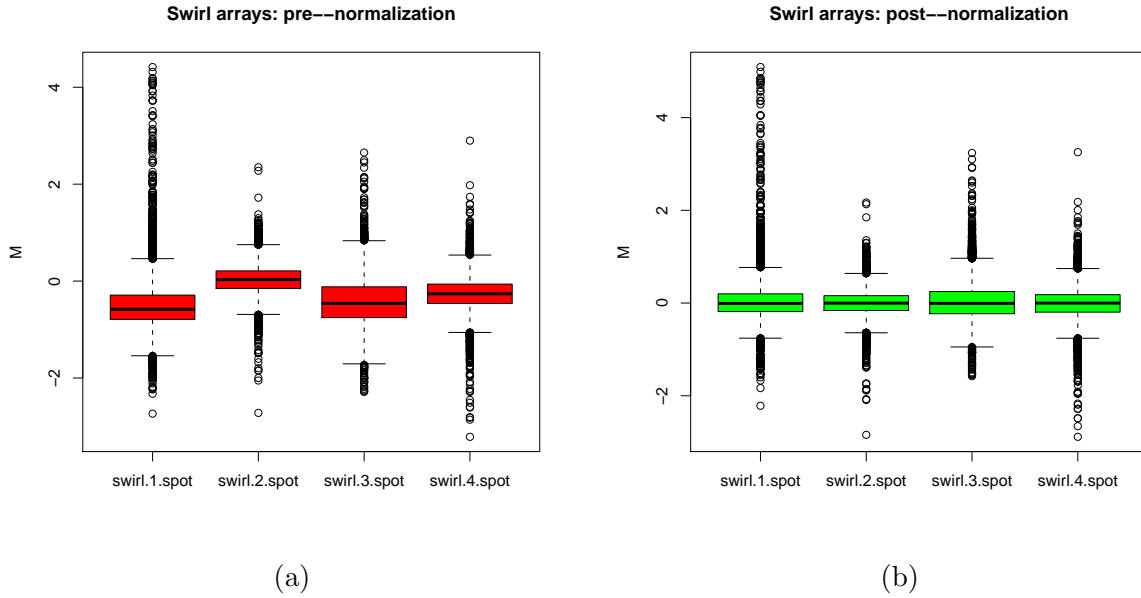 Swirl arrays: pre--normalization
M
4
2
0
−2
swirl.1.spot swirl.2.spot swirl.3.spot swirl.4.spot
(a)
Swirl arrays: post--normalization
M
4
2
0
−2
swirl.1.spot swirl.2.spot swirl.3.spot swirl.4.spot
(b)